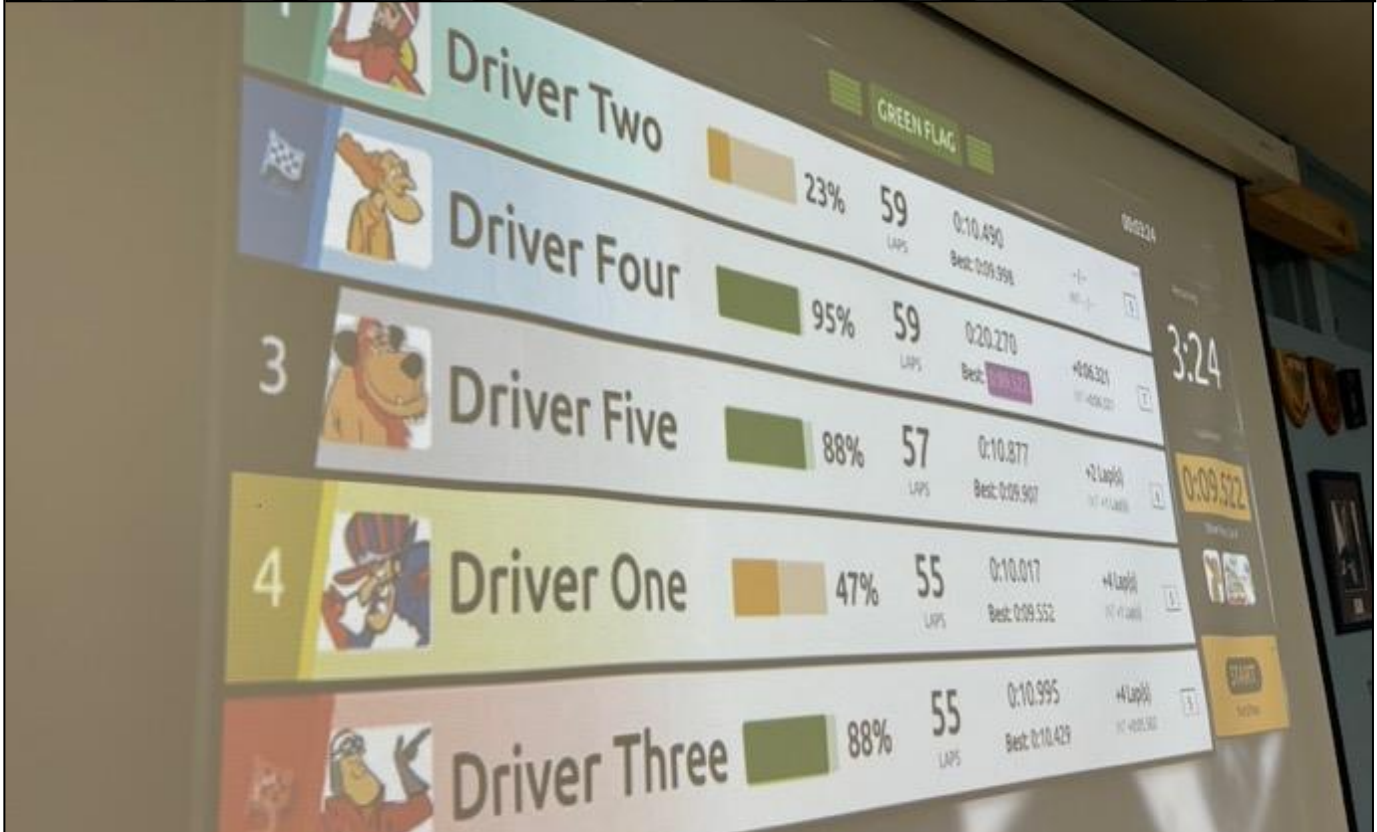 GREEN FLAG
00:03:24
Driver Two 23% 59 LAPS 0:10.490 Best: 0:09.998 --/--
Driver Four 95% 59 LAPS 0:20.270 Best: +0:06.321
3 Driver Five 88% 57 LAPS 0:10.877 Best: 0:09.907 +2 Lap(s)
4 Driver One 47% 55 LAPS 0:10.017 Best: 0:09.552 +4 Lap(s)
Driver Three 88% 55 LAPS 0:10.995 Best: 0:10.429 +4 Lap(s)
Remaining
3:24
0:09.522
START